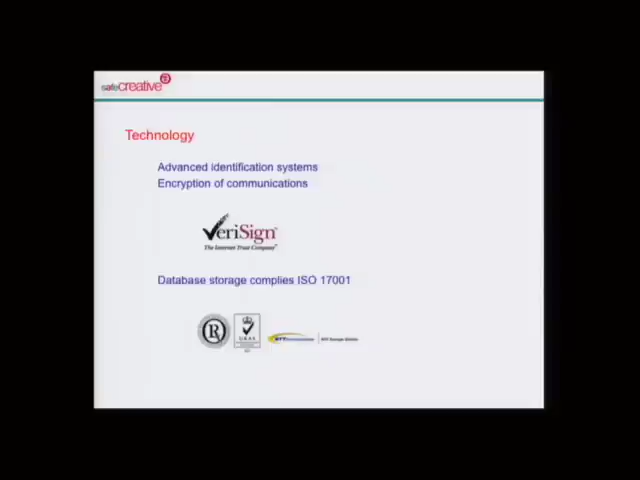 safecreative
Technology
Advanced identification systems
Encryption of communications
VeriSign
The Internet Trust Company
Database storage complies ISO 17001
R
UKAS
NTT